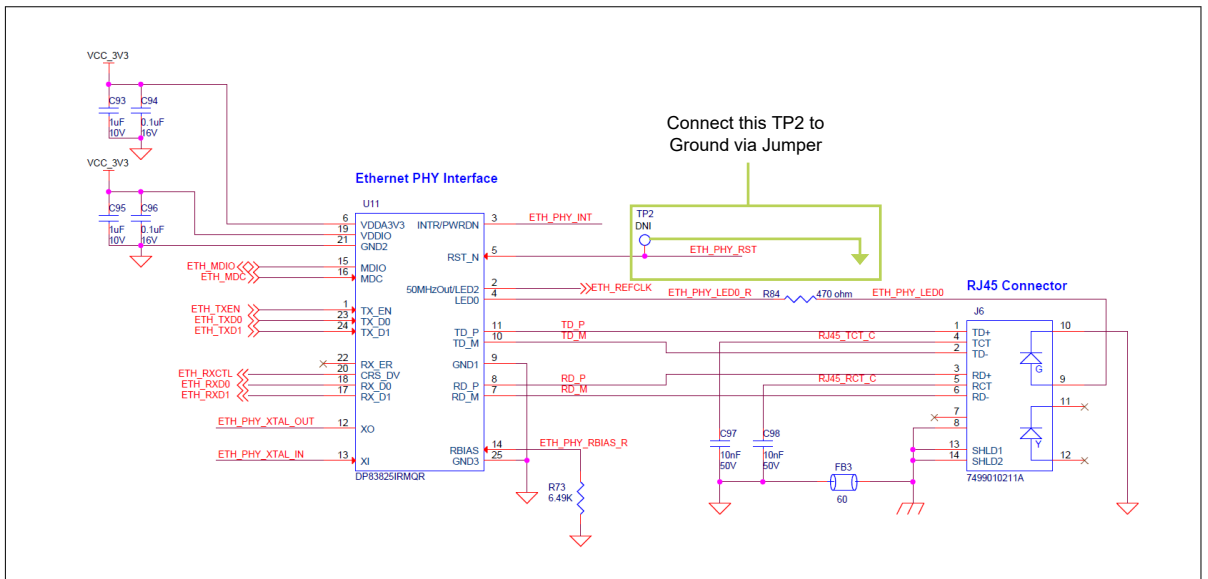 VCC_3V3
C93
1uF
10V
C94
0.1uF
16V
VCC_3V3
C95
1uF
10V
C96
0.1uF
16V
Connect this TP2 to
Ground via Jumper
Ethernet PHY Interface
U11
6 VDDA3V3
19 VDDIO
21 GND2
ETH_MDIO 15 MDIO
ETH_MDC 16 MDC
ETH_TXEN 1 TX_EN
ETH_TXD0 23 TX_D0
ETH_TXD1 24 TX_D1
22 RX_ER
ETH_RXCTL 20 CRS_DV
ETH_RXD0 18 RX_D0
ETH_RXD1 17 RX_D1
ETH_PHY_XTAL_OUT 12 XO
ETH_PHY_XTAL_IN 13 XI
INTR/PWRDN 3 ETH_PHY_INT
RST_N 5 ETH_PHY_RST
TP2
DNI
50MHzOut/LED2 2 ETH_REFCLK
LED0 4 ETH_PHY_LED0_R R84 470 ohm ETH_PHY_LED0
TD_P 11 TD_P
TD_M 10 TD_M
GND1 9
RD_P 8 RD_P
RD_M 7 RD_M
RBIAS 14 ETH_PHY_RBIAS_R
GND3 25
DP83825IRMQR
R73
6.49K
RJ45_TCT_C
RJ45_RCT_C
C97
10nF
50V
C98
10nF
50V
FB3
60
RJ45 Connector
J6
1 TD+
4 TCT
2 TD-
3 RD+
5 RCT
6 RD-
7
8
13 SHLD1
14 SHLD2
10
G
9
11
Y
12
7499010211A